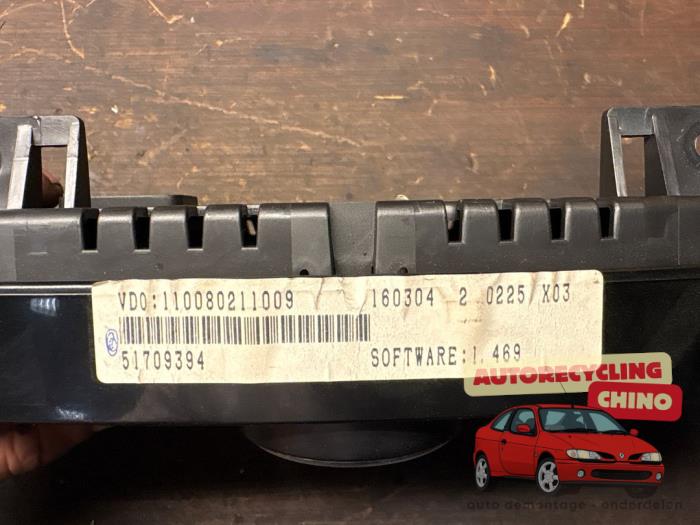 VDO:110080211009 160304 2 0225 X03
51709394 SOFTWARE:1.469
AUTORECYCLING
CHINO
auto demontage - onderdelen